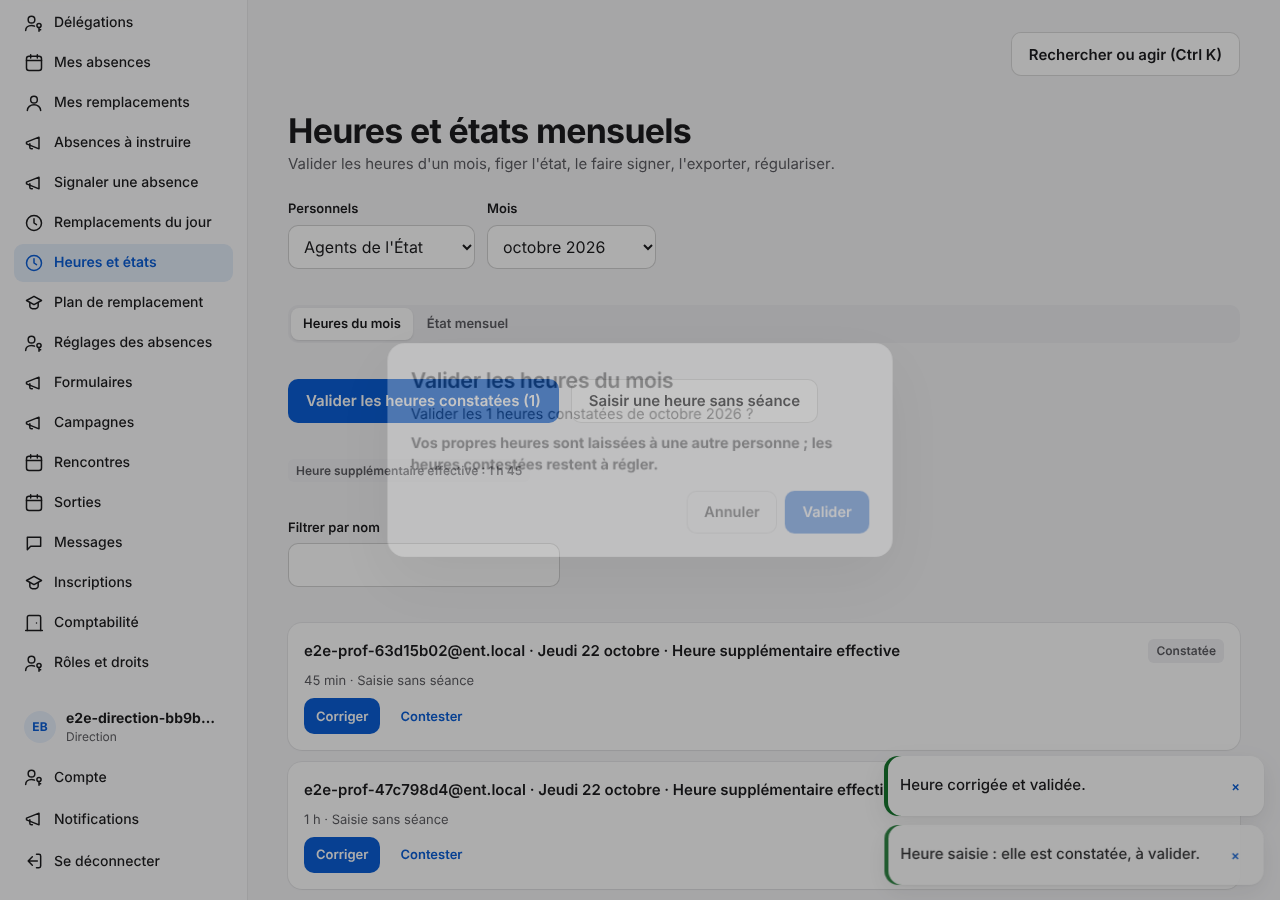 Délégations
Mes absences
Mes remplacements
Absences à instruire
Signaler une absence
Remplacements du jour
Heures et états
Plan de remplacement
Réglages des absences
Formulaires
Campagnes
Rencontres
Sorties
Messages
Inscriptions
Comptabilité
Rôles et droits
EB
e2e-direction-bb9b...
Direction
Compte
Notifications
Se déconnecter
Rechercher ou agir (Ctrl K)
Heures et états mensuels
Valider les heures d'un mois, figer l'état, le faire signer, l'exporter, régulariser.
Personnels
Mois
Agents de l'État
octobre 2026
Heures du mois
État mensuel
Valider les heures constatées (1)
Saisir une heure sans séance
Heure supplémentaire effective : 1 h 45
Valider les heures du mois
Valider les 1 heures constatées de octobre 2026 ?
Vos propres heures sont laissées à une autre personne ; les
heures contestées restent à régler.
Annuler
Valider
Filtrer par nom
e2e-prof-63d15b02@ent.local · Jeudi 22 octobre · Heure supplémentaire effective
Constatée
45 min · Saisie sans séance
Corriger
Contester
e2e-prof-47c798d4@ent.local · Jeudi 22 octobre · Heure supplémentaire effecti
1 h · Saisie sans séance
Corriger
Contester
Heure corrigée et validée.
×
Heure saisie : elle est constatée, à valider.
×